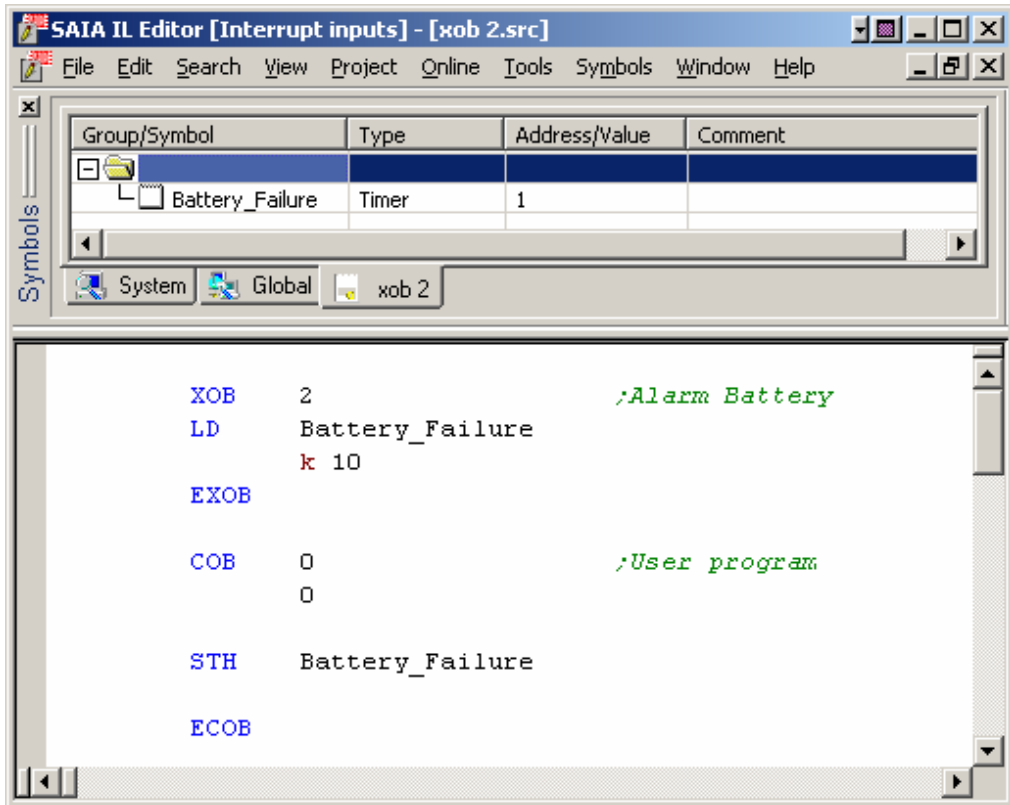 SAIA IL Editor [Interrupt inputs] - [xob 2.src]
File Edit Search View Project Online Tools Symbols Window Help
Symbols
Group/Symbol Type Address/Value Comment
Battery_Failure Timer 1
System Global xob 2
XOB 2 ;Alarm Battery
LD Battery_Failure
k 10
EXOB
COB 0 ;User program
0
STH Battery_Failure
ECOB